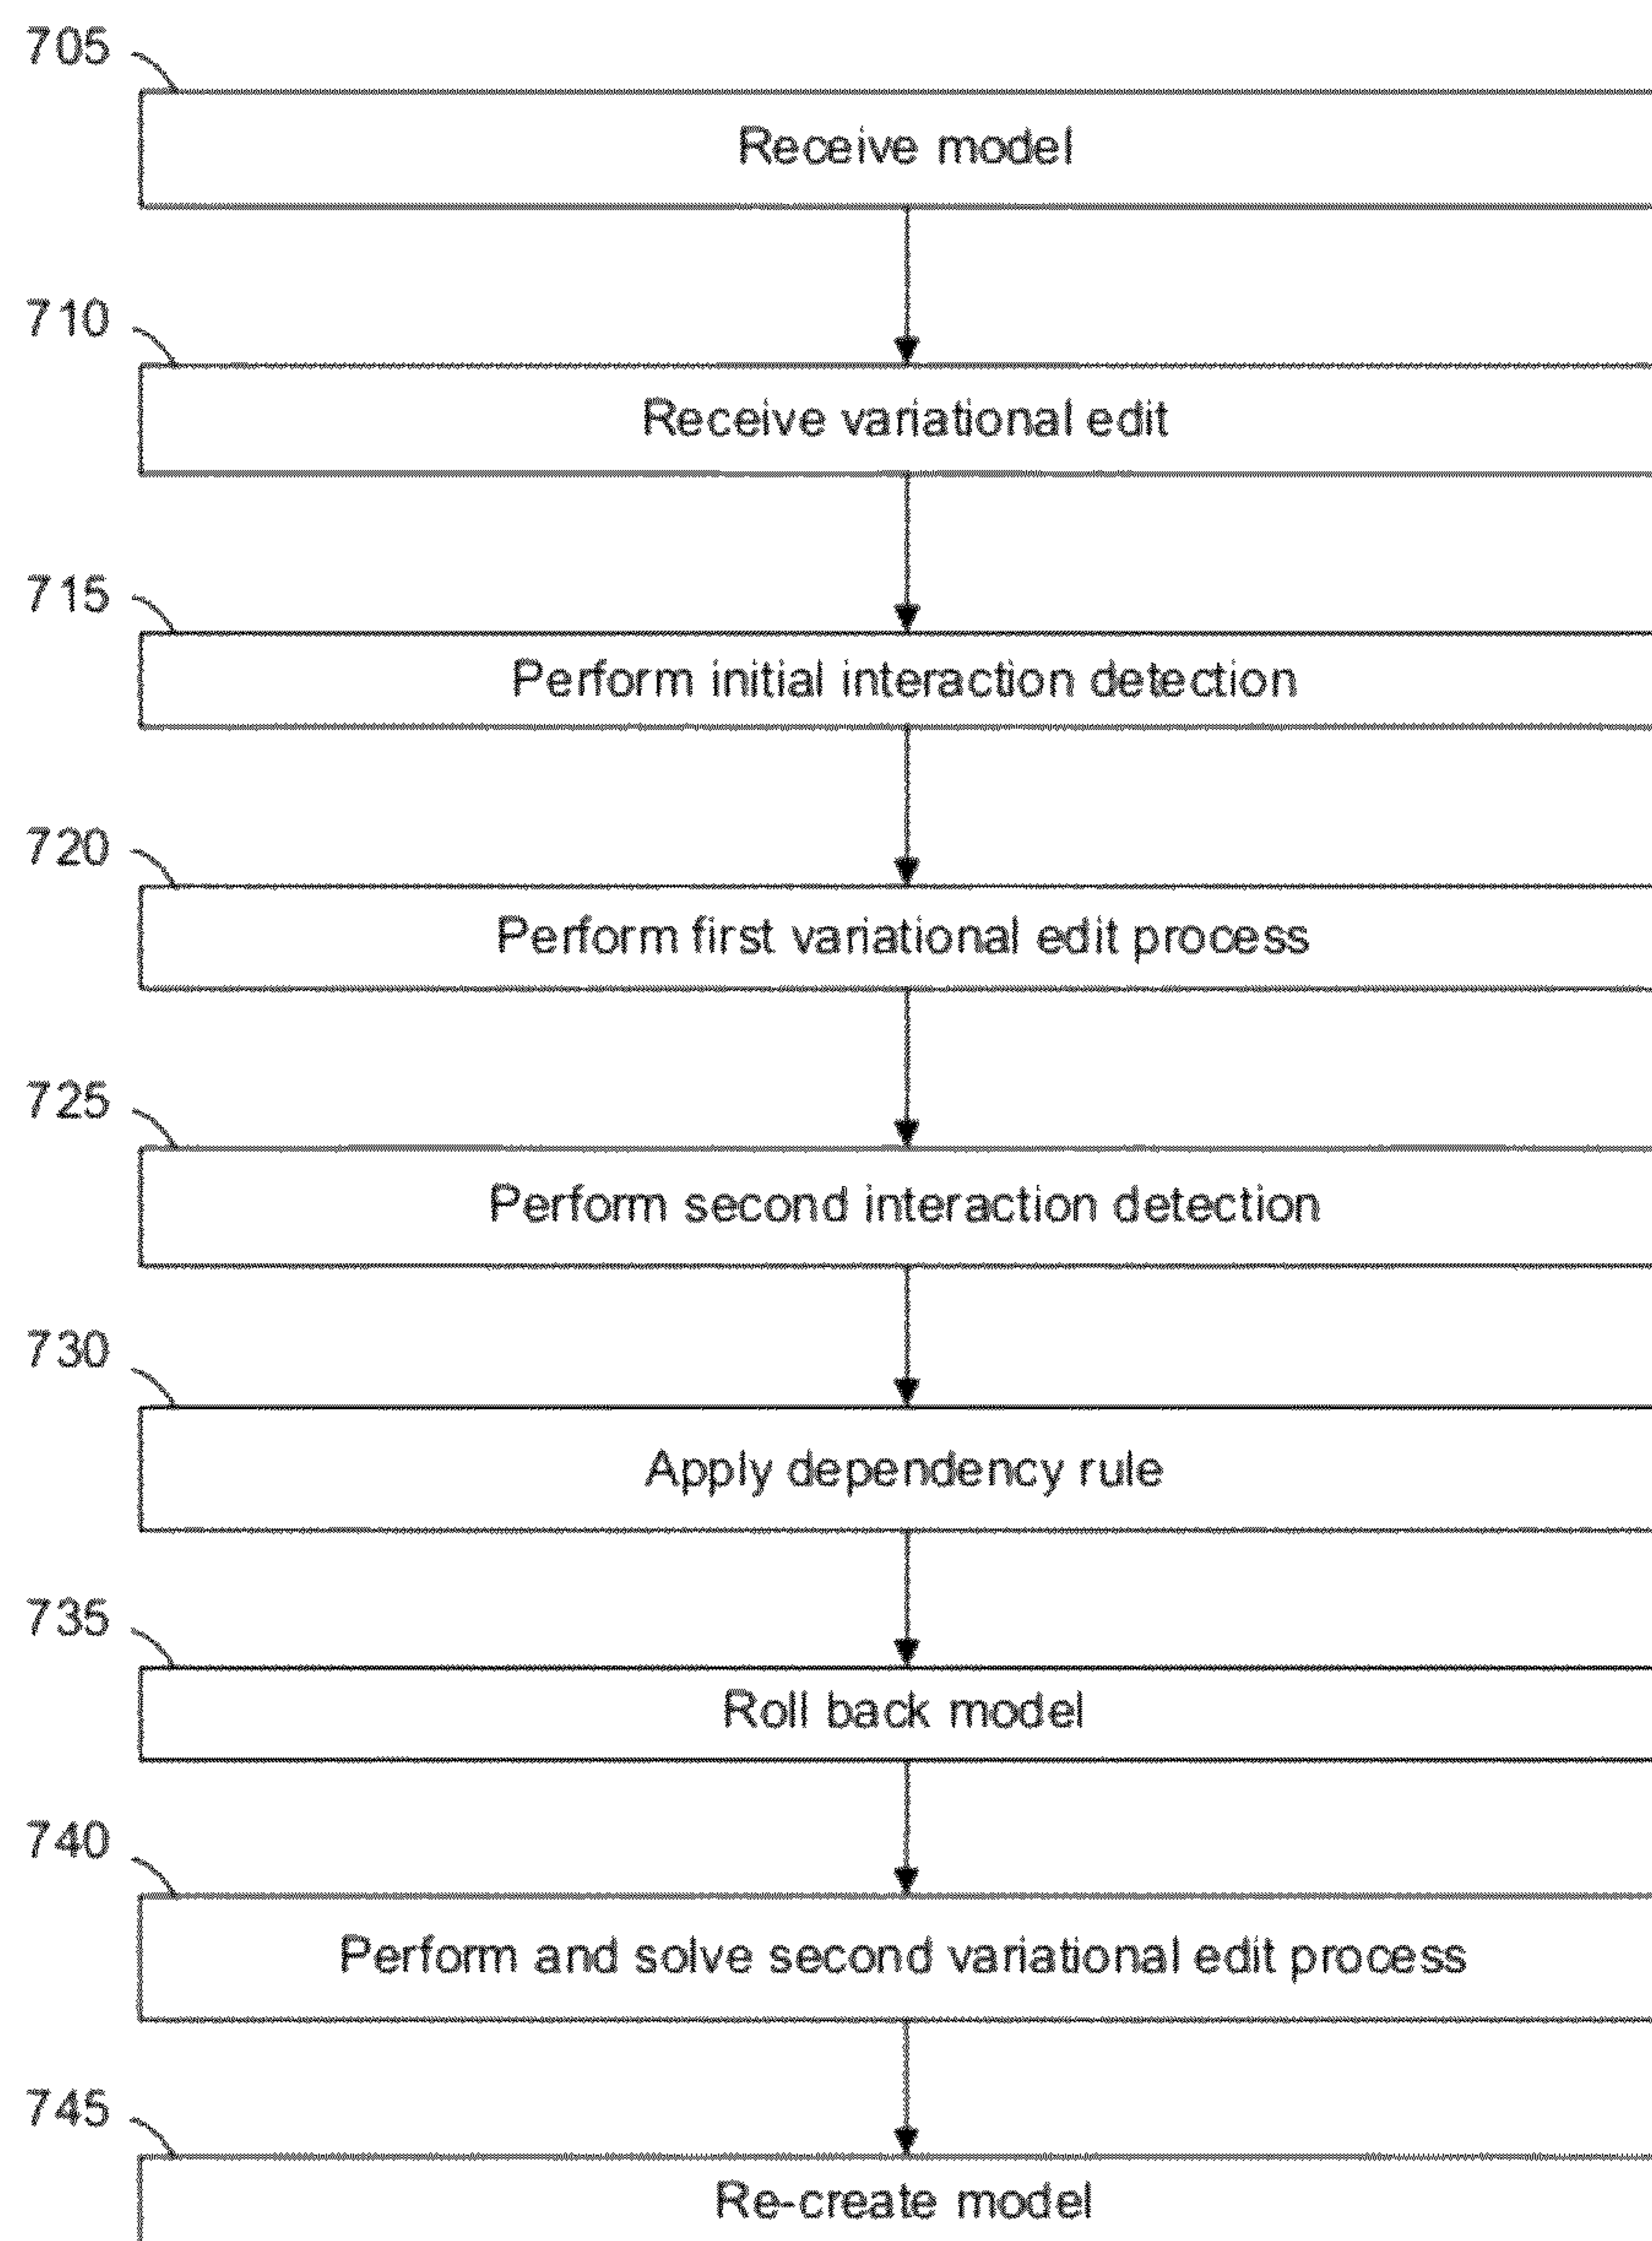 705
Receive model
710
Receive variational edit
715
Perform initial interaction detection
720
Perform first variational edit process
725
Perform second interaction detection
730
Apply dependency rule
735
Roll back model
740
Perform and solve second variational edit process
745
Re-create model